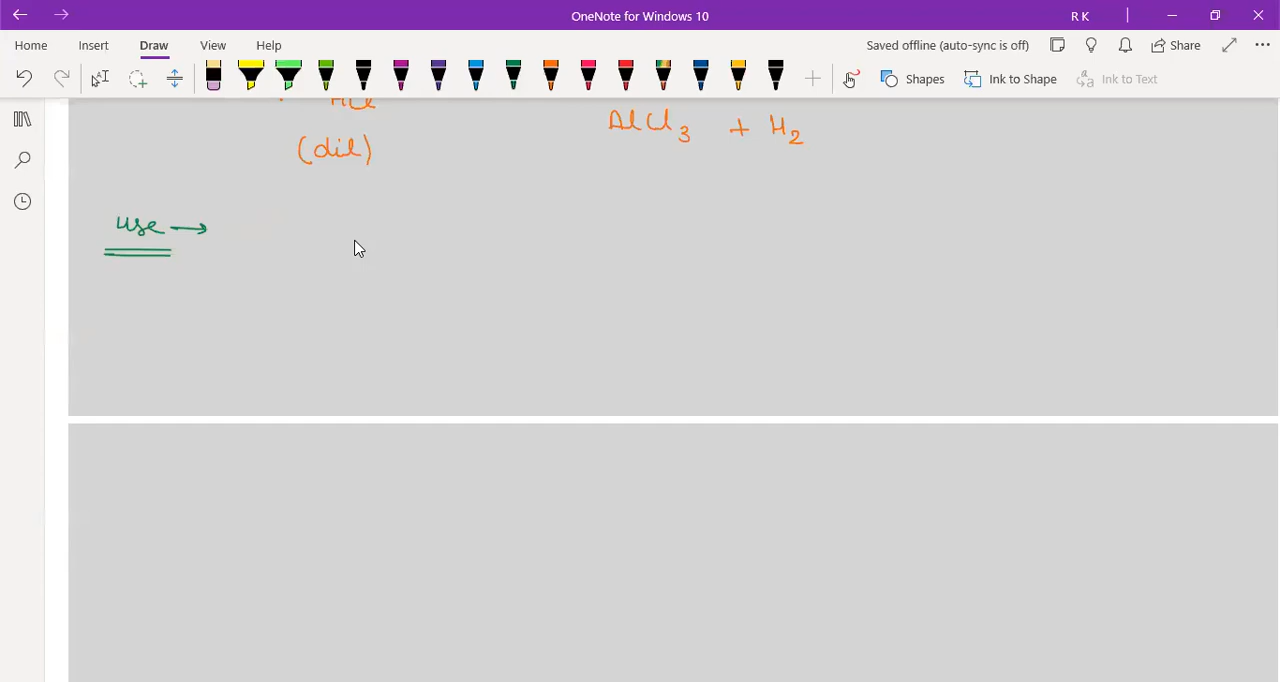 OneNote for Windows 10
R K
Home Insert Draw View Help
Saved offline (auto-sync is off) Share
Shapes Ink to Shape Ink to Text
+ HCl
AlCl3 + H2
(dil)
use →